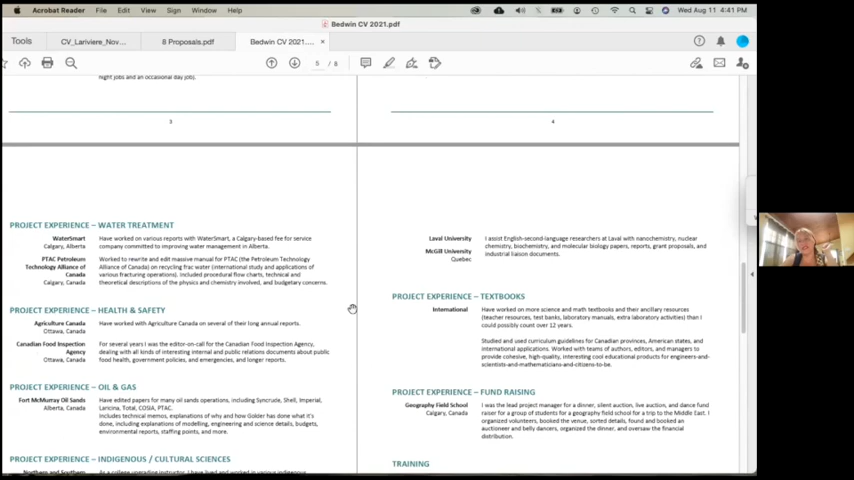 Acrobat Reader File Edit View Sign Window Help
Wed Aug 11 4:41 PM
Bedwin CV 2021.pdf
Tools CV_Lariviere_Nov... 8 Proposals.pdf Bedwin CV 2021.... ×
5 / 8
night jobs and an occasional day job).
3
4
PROJECT EXPERIENCE – WATER TREATMENT
WaterSmart
Calgary, Alberta
Have worked on various reports with WaterSmart, a Calgary-based fee for service
company committed to improving water management in Alberta.
PTAC Petroleum
Technology Alliance of
Canada
Calgary, Canada
Worked to rewrite and edit massive manual for PTAC (the Petroleum Technology
Alliance of Canada) on recycling frac water (international study and applications of
various fracturing operations). Included procedural flow charts, technical and
theoretical descriptions of the physics and chemistry involved, and budgetary concerns.
PROJECT EXPERIENCE – HEALTH & SAFETY
Agriculture Canada
Ottawa, Canada
Have worked with Agriculture Canada on several of their long annual reports.
Canadian Food Inspection
Agency
Ottawa, Canada
For several years I was the editor-on-call for the Canadian Food Inspection Agency,
dealing with all kinds of interesting internal and public relations documents about public
food health, government policies, and emergencies, and longer reports.
PROJECT EXPERIENCE – OIL & GAS
Fort McMurray Oil Sands
Alberta, Canada
Have edited papers for many oil sands operations, including Syncrude, Shell, Imperial,
Laricina, Total, COSIA, PTAC.
Includes technical memos, explanations of why and how Golder has done what it's
done, including explanations of modelling, engineering and science details, budgets,
environmental reports, staffing points, and more.
PROJECT EXPERIENCE – INDIGENOUS / CULTURAL SCIENCES
Northern and Southern
As a college upgrading instructor, I have lived and worked in various indigenous
Laval University
McGill University
Quebec
I assist English-second-language researchers at Laval with nanochemistry, nuclear
chemistry, biochemistry, and molecular biology papers, reports, grant proposals, and
industrial liaison documents.
PROJECT EXPERIENCE – TEXTBOOKS
International
Have worked on more science and math textbooks and their ancillary resources
(teacher resources, test banks, laboratory manuals, extra laboratory activities) than I
could possibly count over 12 years.
Studied and used curriculum guidelines for Canadian provinces, American states, and
international applications. Worked with teams of authors, editors, and managers to
provide cohesive, high-quality, interesting cool educational products for engineers-and-
scientists-and-mathematicians-and-citizens-to-be.
PROJECT EXPERIENCE – FUND RAISING
Geography Field School
Calgary, Canada
I was the lead project manager for a dinner, silent auction, live auction, and dance fund
raiser for a group of students for a geography field school for a trip to the Middle East. I
organized volunteers, booked the venue, sorted details, found and booked an
auctioneer and belly dancers, organized the dinner, and oversaw the financial
distribution.
TRAINING